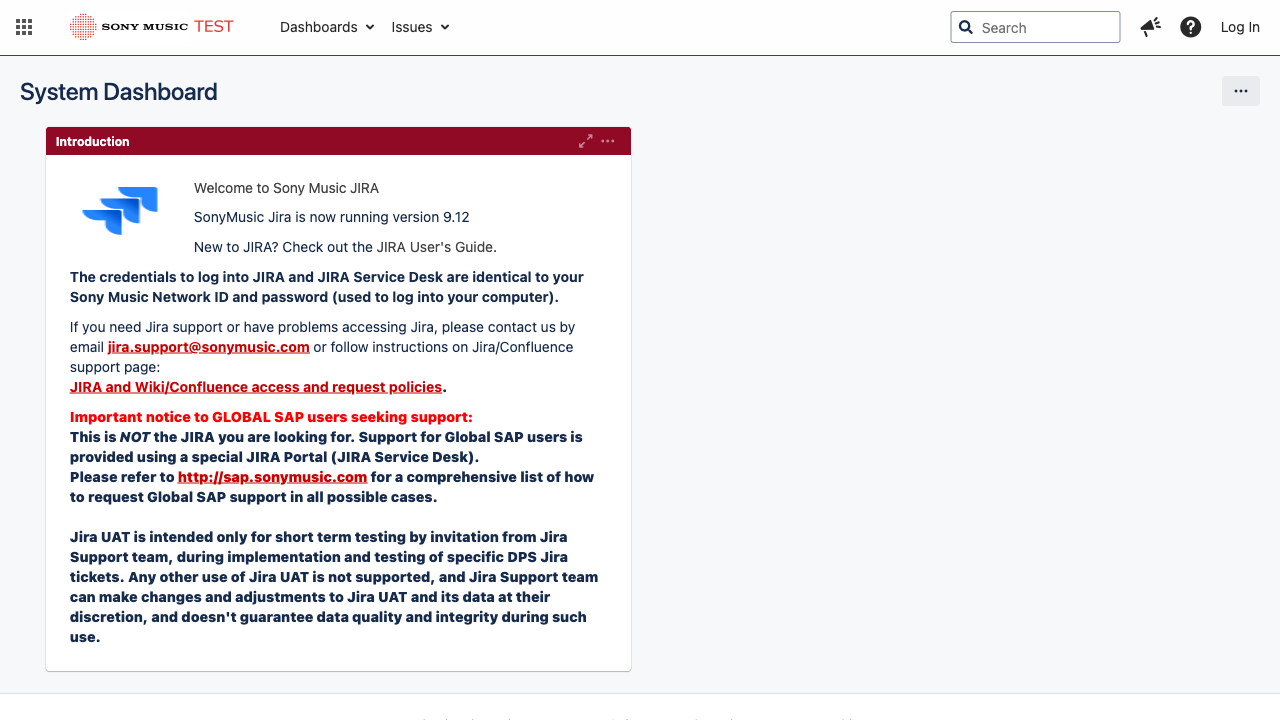 SONY MUSIC TEST Dashboards Issues Search Log In
System Dashboard
Introduction
Welcome to Sony Music JIRA
SonyMusic Jira is now running version 9.12
New to JIRA? Check out the JIRA User's Guide.
The credentials to log into JIRA and JIRA Service Desk are identical to your
Sony Music Network ID and password (used to log into your computer).
If you need Jira support or have problems accessing Jira, please contact us by
email jira.support@sonymusic.com or follow instructions on Jira/Confluence
support page:
JIRA and Wiki/Confluence access and request policies.
Important notice to GLOBAL SAP users seeking support:
This is NOT the JIRA you are looking for. Support for Global SAP users is
provided using a special JIRA Portal (JIRA Service Desk).
Please refer to http://sap.sonymusic.com for a comprehensive list of how
to request Global SAP support in all possible cases.
Jira UAT is intended only for short term testing by invitation from Jira
Support team, during implementation and testing of specific DPS Jira
tickets. Any other use of Jira UAT is not supported, and Jira Support team
can make changes and adjustments to Jira UAT and its data at their
discretion, and doesn't guarantee data quality and integrity during such
use.